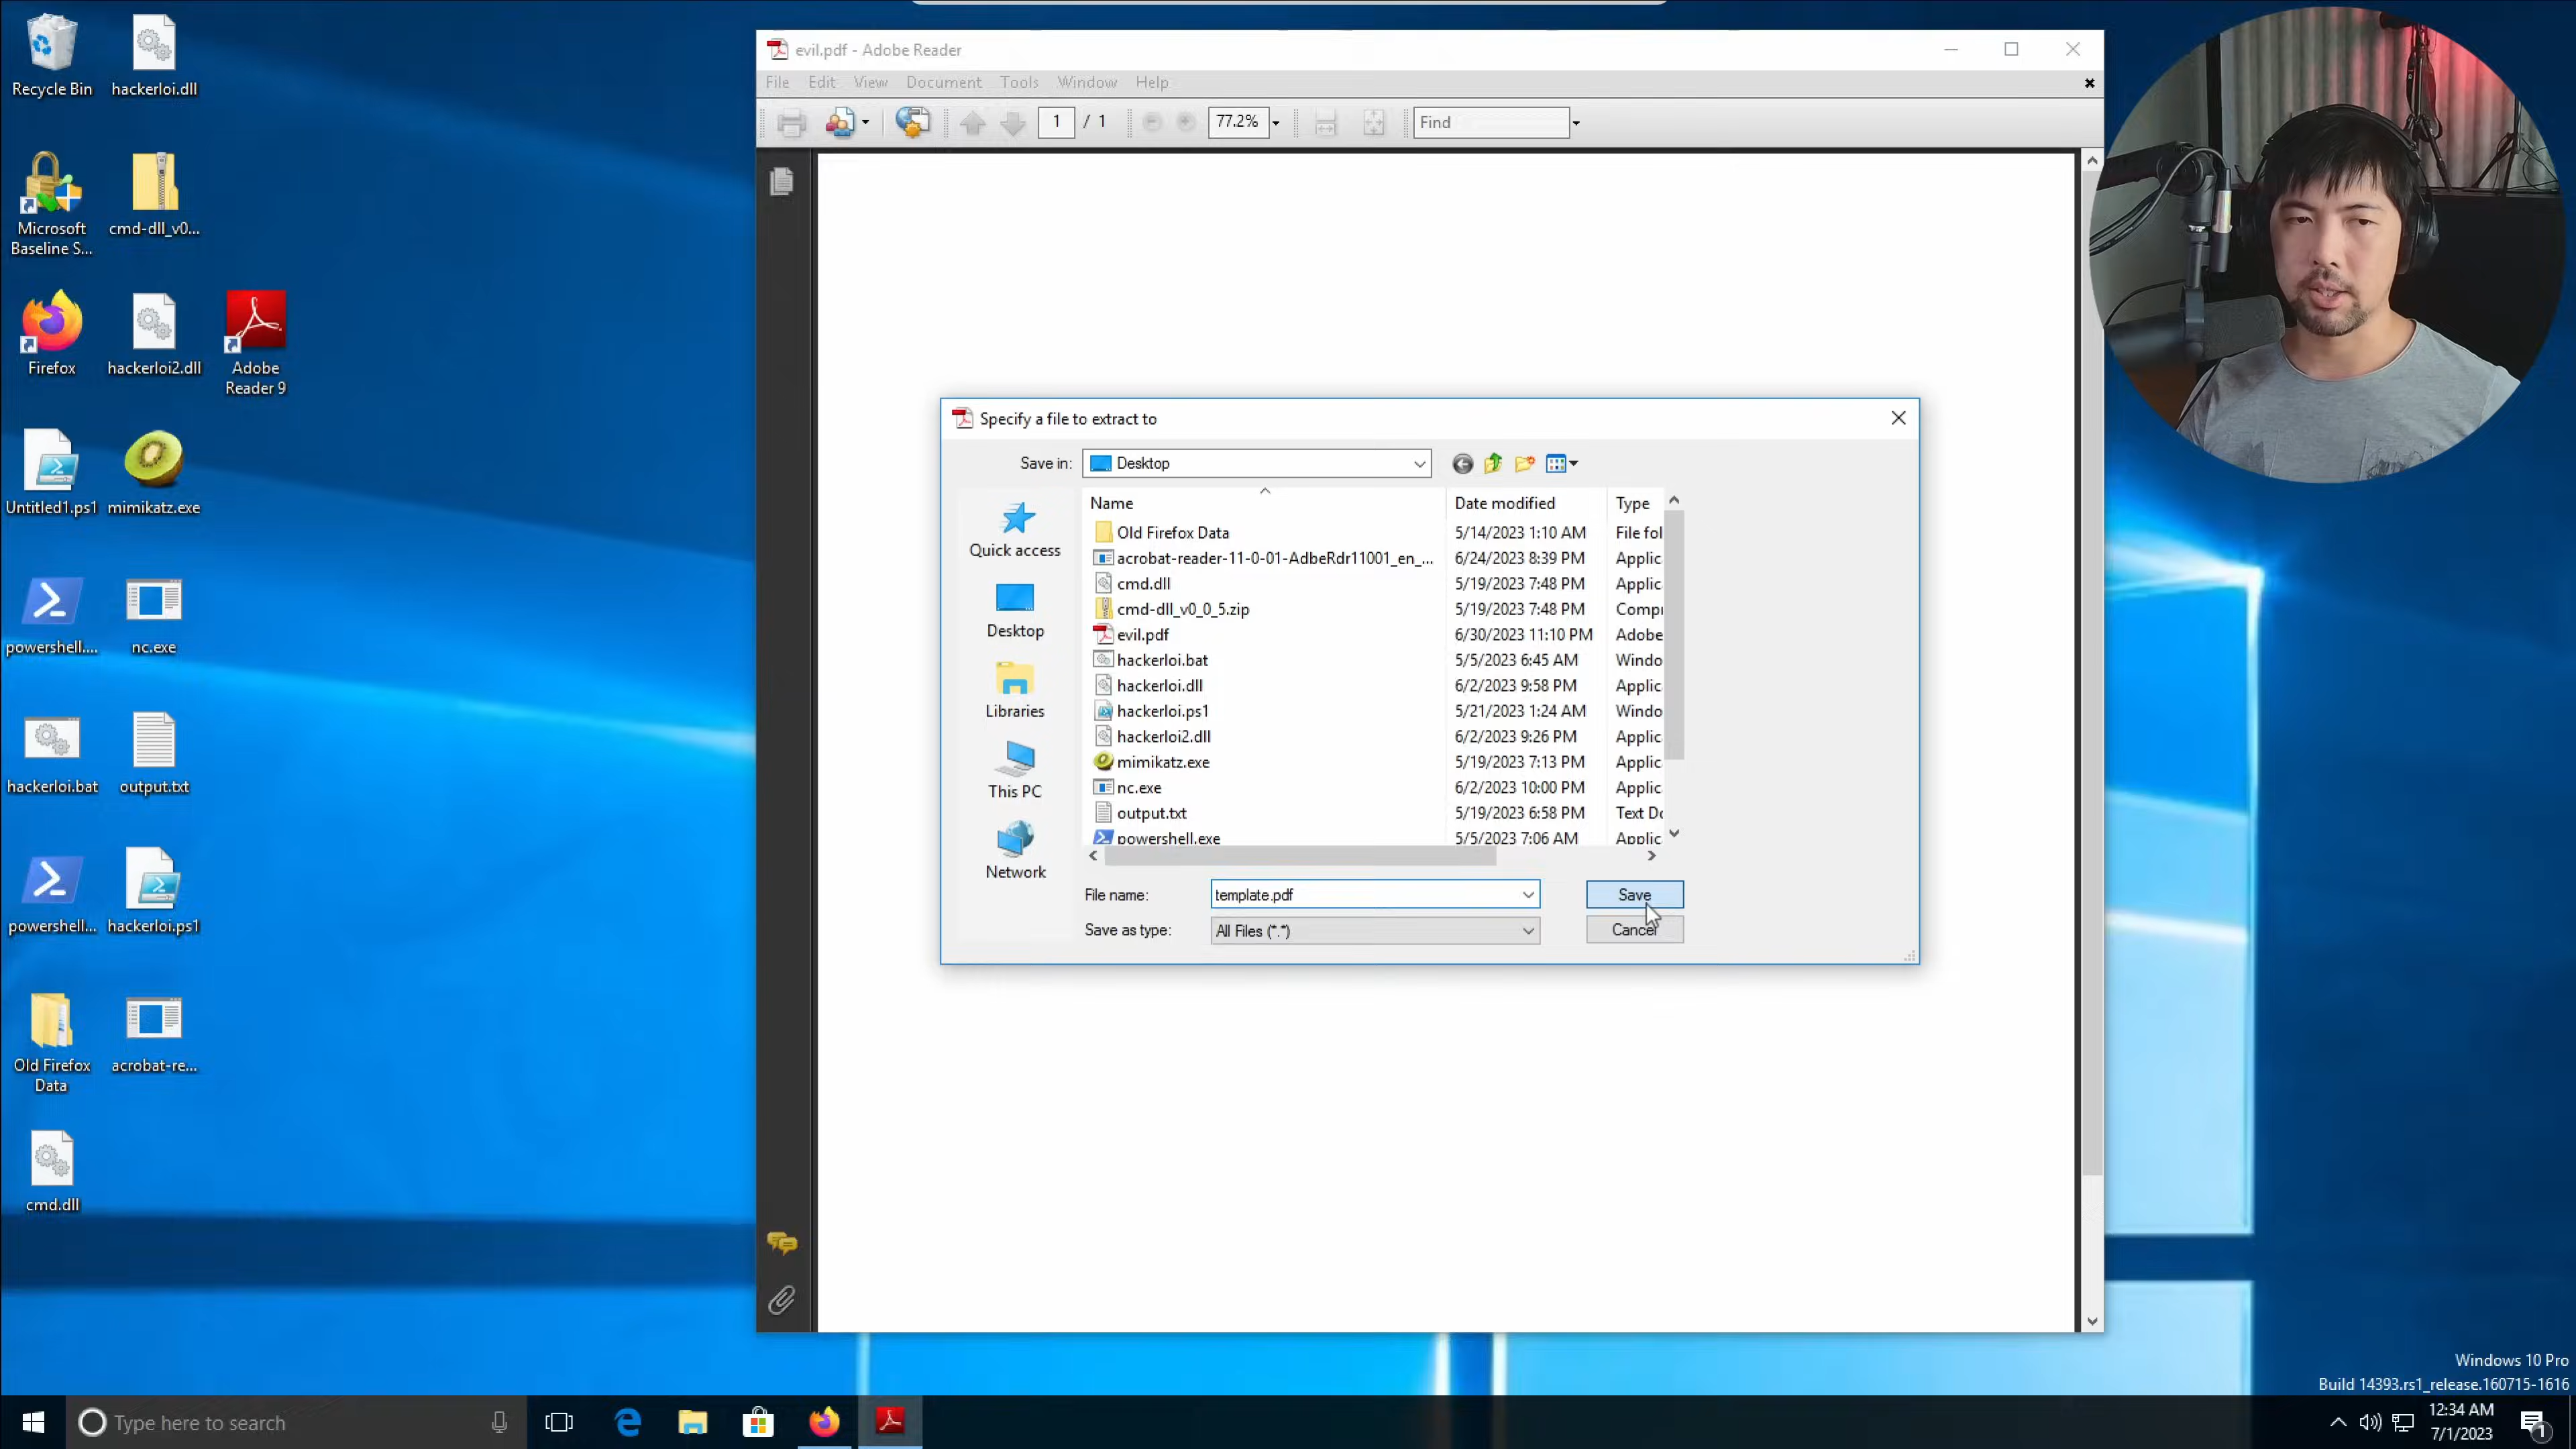 Recycle Bin
hackerloi.dll
Microsoft
Baseline S...
cmd-dll_v0...
Firefox
hackerloi2.dll
Adobe
Reader 9
Untitled1.ps1
mimikatz.exe
powershell....
nc.exe
hackerloi.bat
output.txt
powershell...
hackerloi.ps1
Old Firefox
Data
acrobat-re...
cmd.dll
evil.pdf - Adobe Reader
File Edit View Document Tools Window Help
1 / 1 77.2% Find
Specify a file to extract to
Save in: Desktop
Quick access
Desktop
Libraries
This PC
Network
Name Date modified Type
Old Firefox Data 5/14/2023 1:10 AM File fol
acrobat-reader-11-0-01-AdbeRdr11001_en_... 6/24/2023 8:39 PM Applic
cmd.dll 5/19/2023 7:48 PM Applic
cmd-dll_v0_0_5.zip 5/19/2023 7:48 PM Compr
evil.pdf 6/30/2023 11:10 PM Adobe
hackerloi.bat 5/5/2023 6:45 AM Windo
hackerloi.dll 6/2/2023 9:58 PM Applic
hackerloi.ps1 5/21/2023 1:24 AM Windo
hackerloi2.dll 6/2/2023 9:26 PM Applic
mimikatz.exe 5/19/2023 7:13 PM Applic
nc.exe 6/2/2023 10:00 PM Applic
output.txt 5/19/2023 6:58 PM Text Do
powershell.exe 5/5/2023 7:06 AM Applic
File name: template.pdf Save
Save as type: All Files (*.*) Cancel
Windows 10 Pro
Build 14393.rs1_release.160715-1616
Type here to search
12:34 AM
7/1/2023
1